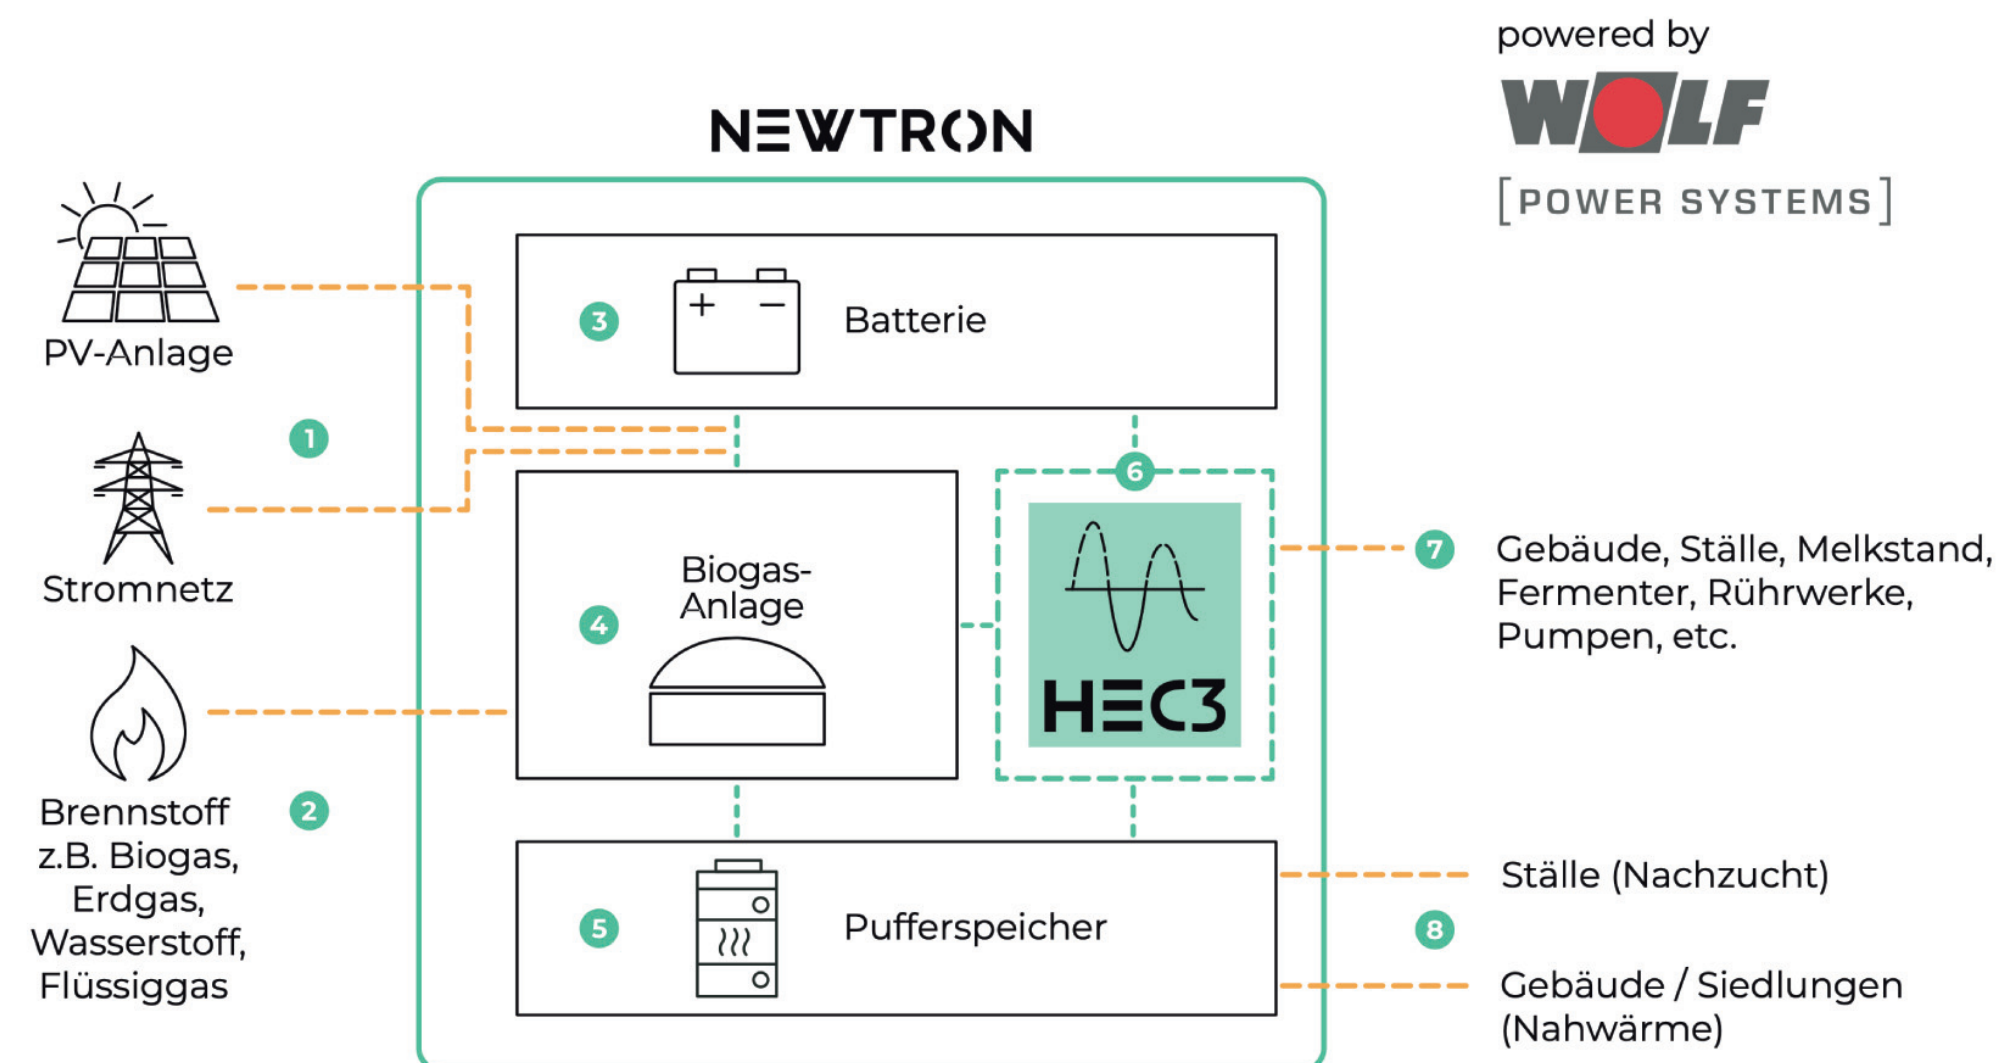 powered by
WOLF
[POWER SYSTEMS]
NEWTRON
PV-Anlage
1
Stromnetz
2
Brennstoff
z.B. Biogas,
Erdgas,
Wasserstoff,
Flüssiggas
3
+ −
Batterie
4
Biogas-
Anlage
6
HEC3
5
Pufferspeicher
7
Gebäude, Ställe, Melkstand,
Fermenter, Rührwerke,
Pumpen, etc.
Ställe (Nachzucht)
8
Gebäude / Siedlungen
(Nahwärme)